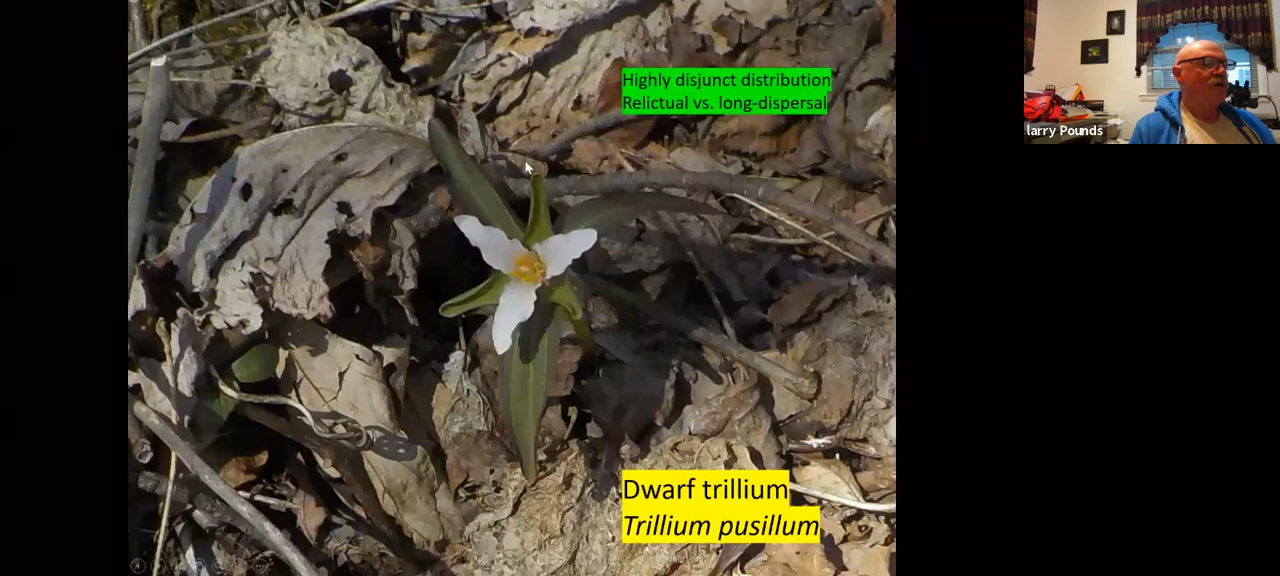 Highly disjunct distribution
Relictual vs. long-dispersal
larry Pounds
Dwarf trillium
Trillium pusillum